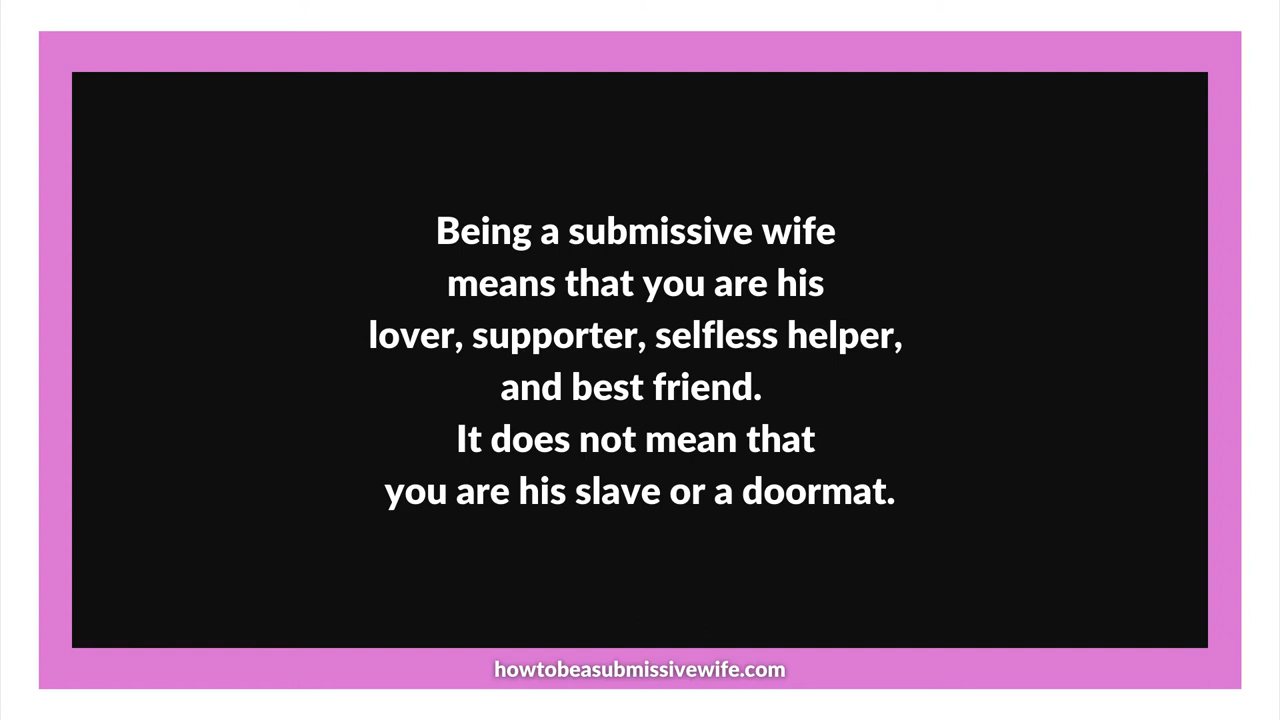 Being a submissive wife
means that you are his
lover, supporter, selfless helper,
and best friend.
It does not mean that
you are his slave or a doormat.
howtobeasubmissivewife.com